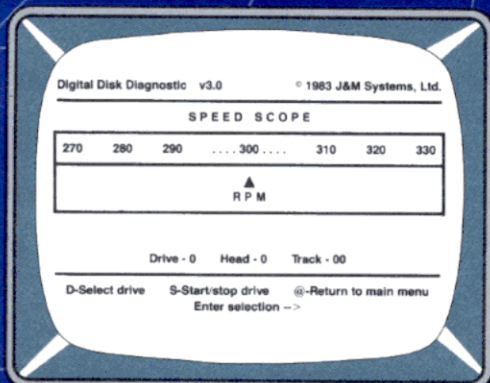 Digital Disk Diagnostic v3.0 © 1983 J&M Systems, Ltd.
SPEED SCOPE
270 280 290 ....300.... 310 320 330
▲
RPM
Drive - 0 Head - 0 Track - 00
D-Select drive S-Start/stop drive @-Return to main menu
Enter selection -->